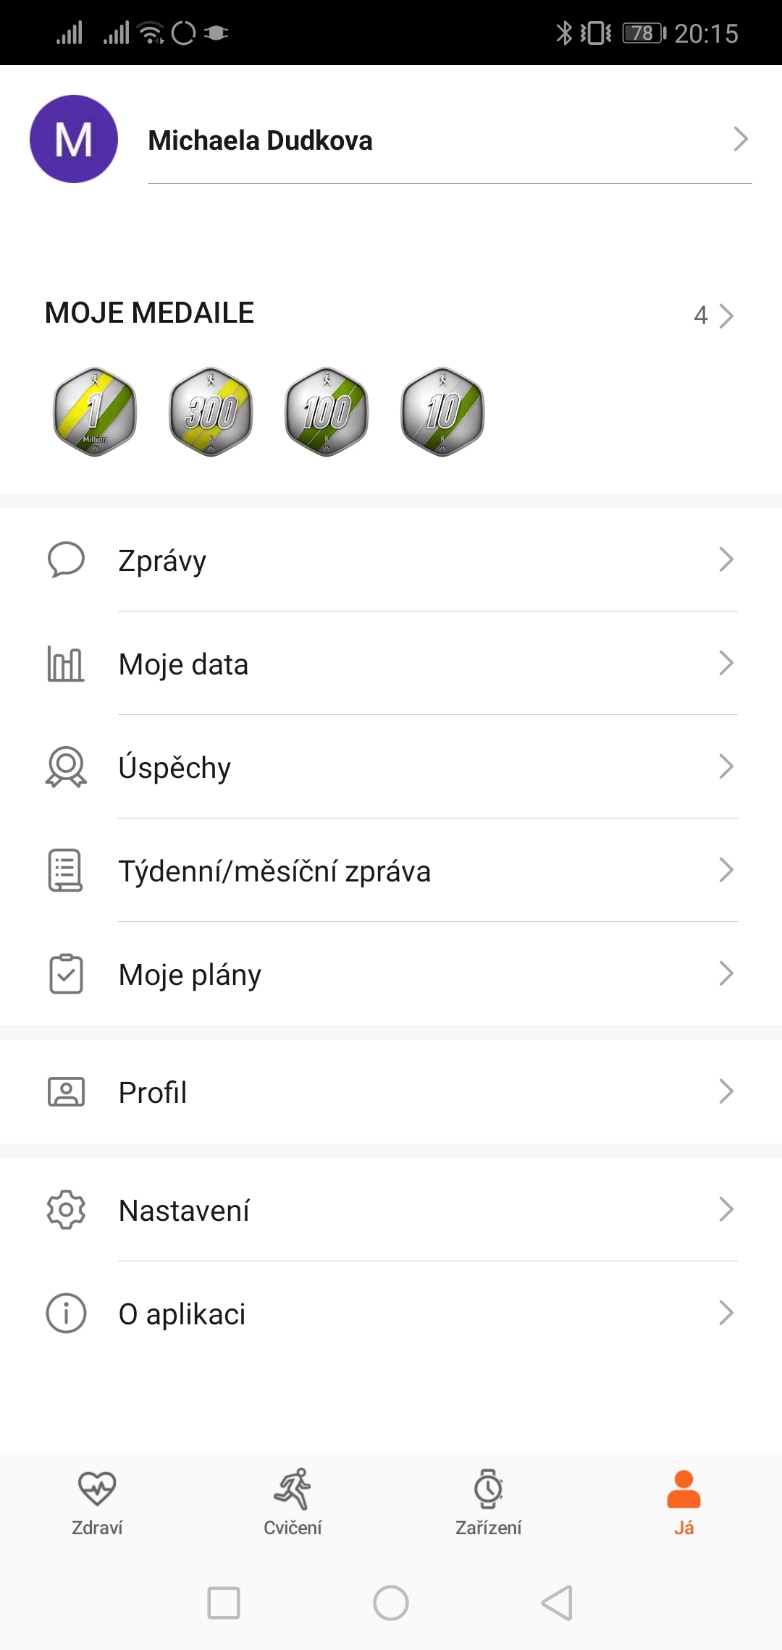 78 20:15
M
Michaela Dudkova
MOJE MEDAILE 4
1 300 100 10
Million K K
Zprávy
Moje data
Úspěchy
Týdenní/měsíční zpráva
Moje plány
Profil
Nastavení
O aplikaci
Zdraví Cvičení Zařízení Já